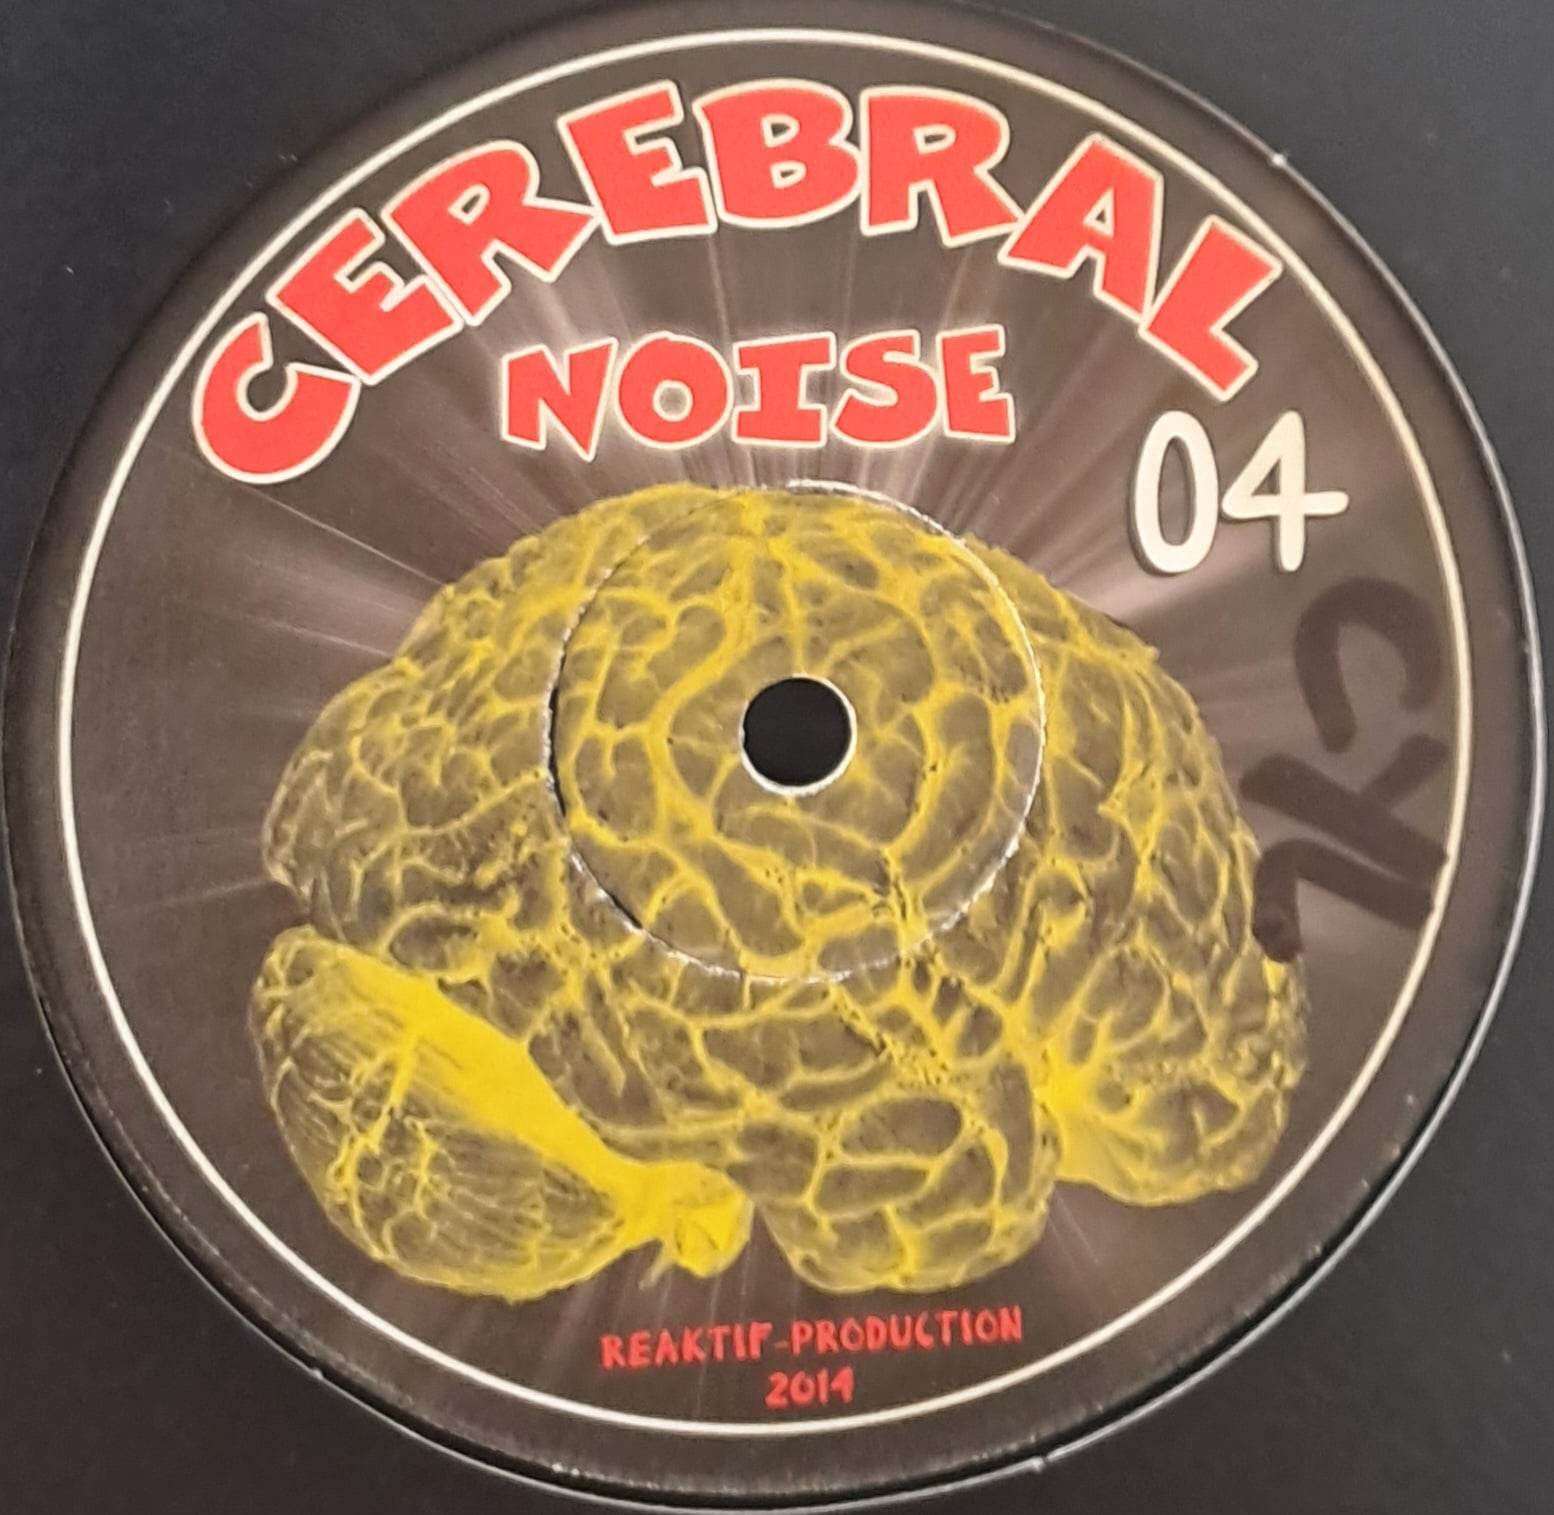 CEREBRAL
NOISE
04
REAKTIF-PRODUCTION
2014